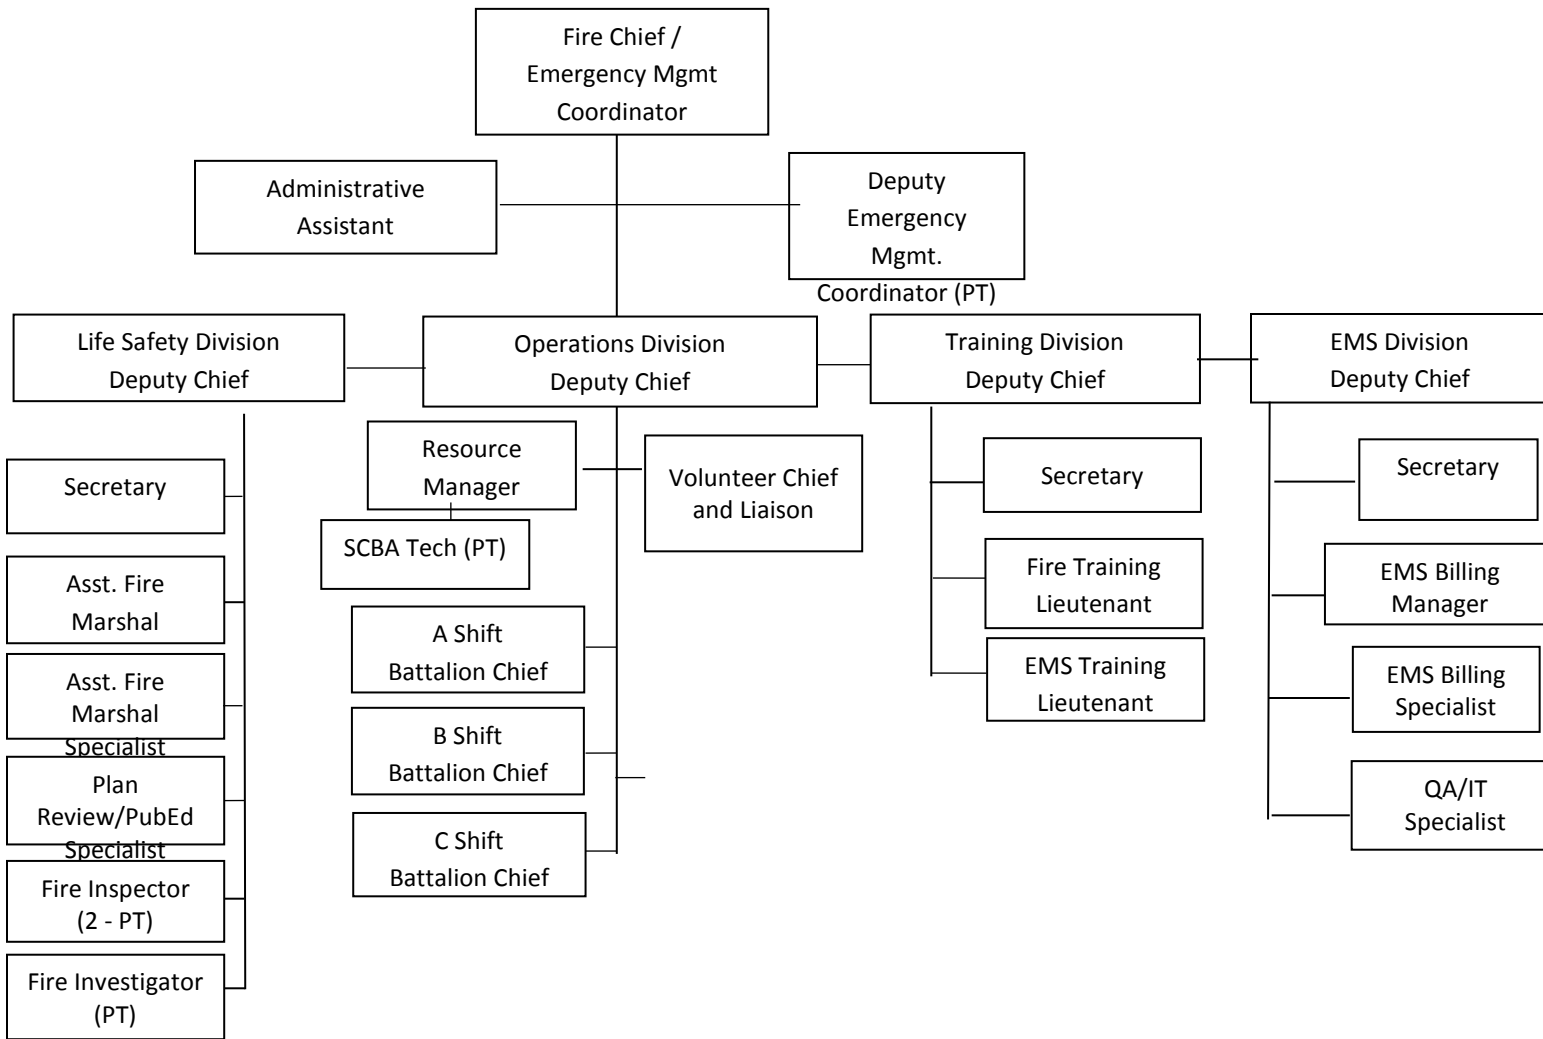 Fire Chief /
Emergency Mgmt
Coordinator
Administrative
Assistant
Deputy
Emergency
Mgmt.
Coordinator (PT)
Life Safety Division
Deputy Chief
Operations Division
Deputy Chief
Training Division
Deputy Chief
EMS Division
Deputy Chief
Secretary
Asst. Fire
Marshal
Asst. Fire
Marshal
Specialist
Plan
Review/PubEd
Specialist
Fire Inspector
(2 - PT)
Fire Investigator
(PT)
Resource
Manager
SCBA Tech (PT)
Volunteer Chief
and Liaison
A Shift
Battalion Chief
B Shift
Battalion Chief
C Shift
Battalion Chief
Secretary
Fire Training
Lieutenant
EMS Training
Lieutenant
Secretary
EMS Billing
Manager
EMS Billing
Specialist
QA/IT
Specialist